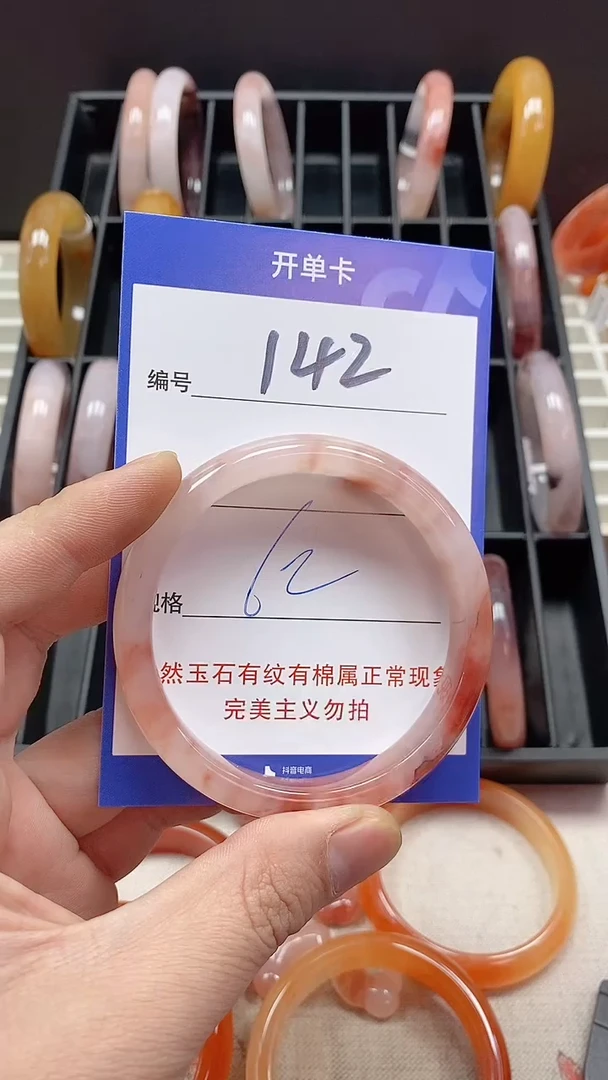 开单卡
编号 142
格 62
然玉石有纹有棉属正常现象
完美主义勿拍
抖音电商